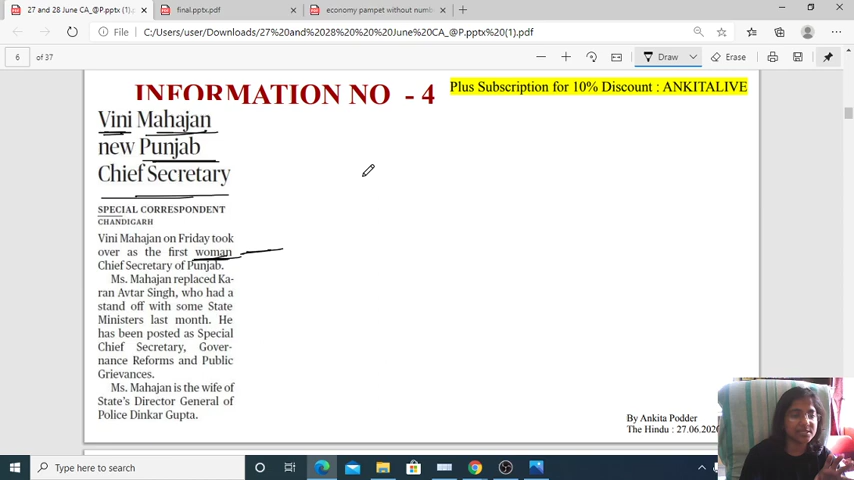 27 and 28 June CA_@P.pptx (1).p
final.pptx.pdf
economy pampet without numb
File
C:/Users/user/Downloads/27%20and%2028%20%20%20June%20CA_@P.pptx%20(1).pdf
6 of 37
Draw
Erase
INFORMATION NO - 4
Plus Subscription for 10% Discount : ANKITALIVE
Vini Mahajan
new Punjab
Chief Secretary
SPECIAL CORRESPONDENT
CHANDIGARH
Vini Mahajan on Friday took
over as the first woman
Chief Secretary of Punjab.
Ms. Mahajan replaced Ka-
ran Avtar Singh, who had a
stand off with some State
Ministers last month. He
has been posted as Special
Chief Secretary, Gover-
nance Reforms and Public
Grievances.
Ms. Mahajan is the wife of
State's Director General of
Police Dinkar Gupta.
By Ankita Podder
The Hindu : 27.06.2020
Type here to search